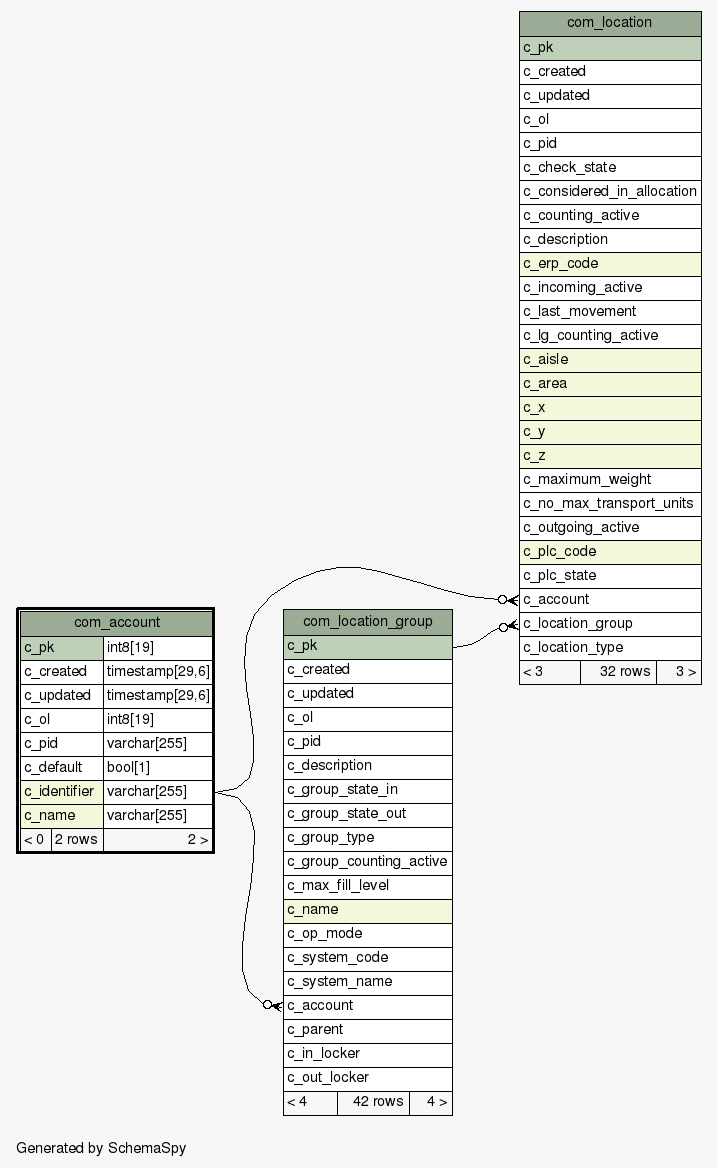 com_location
c_pk
c_created
c_updated
c_ol
c_pid
c_check_state
c_considered_in_allocation
c_counting_active
c_description
c_erp_code
c_incoming_active
c_last_movement
c_lg_counting_active
c_aisle
c_area
c_x
c_y
c_z
c_maximum_weight
c_no_max_transport_units
c_outgoing_active
c_plc_code
c_plc_state
c_account
c_location_group
c_location_type
< 3 32 rows 3 >
com_account
c_pk int8[19]
c_created timestamp[29,6]
c_updated timestamp[29,6]
c_ol int8[19]
c_pid varchar[255]
c_default bool[1]
c_identifier varchar[255]
c_name varchar[255]
< 0 2 rows 2 >
com_location_group
c_pk
c_created
c_updated
c_ol
c_pid
c_description
c_group_state_in
c_group_state_out
c_group_type
c_group_counting_active
c_max_fill_level
c_name
c_op_mode
c_system_code
c_system_name
c_account
c_parent
c_in_locker
c_out_locker
< 4 42 rows 4 >
Generated by SchemaSpy